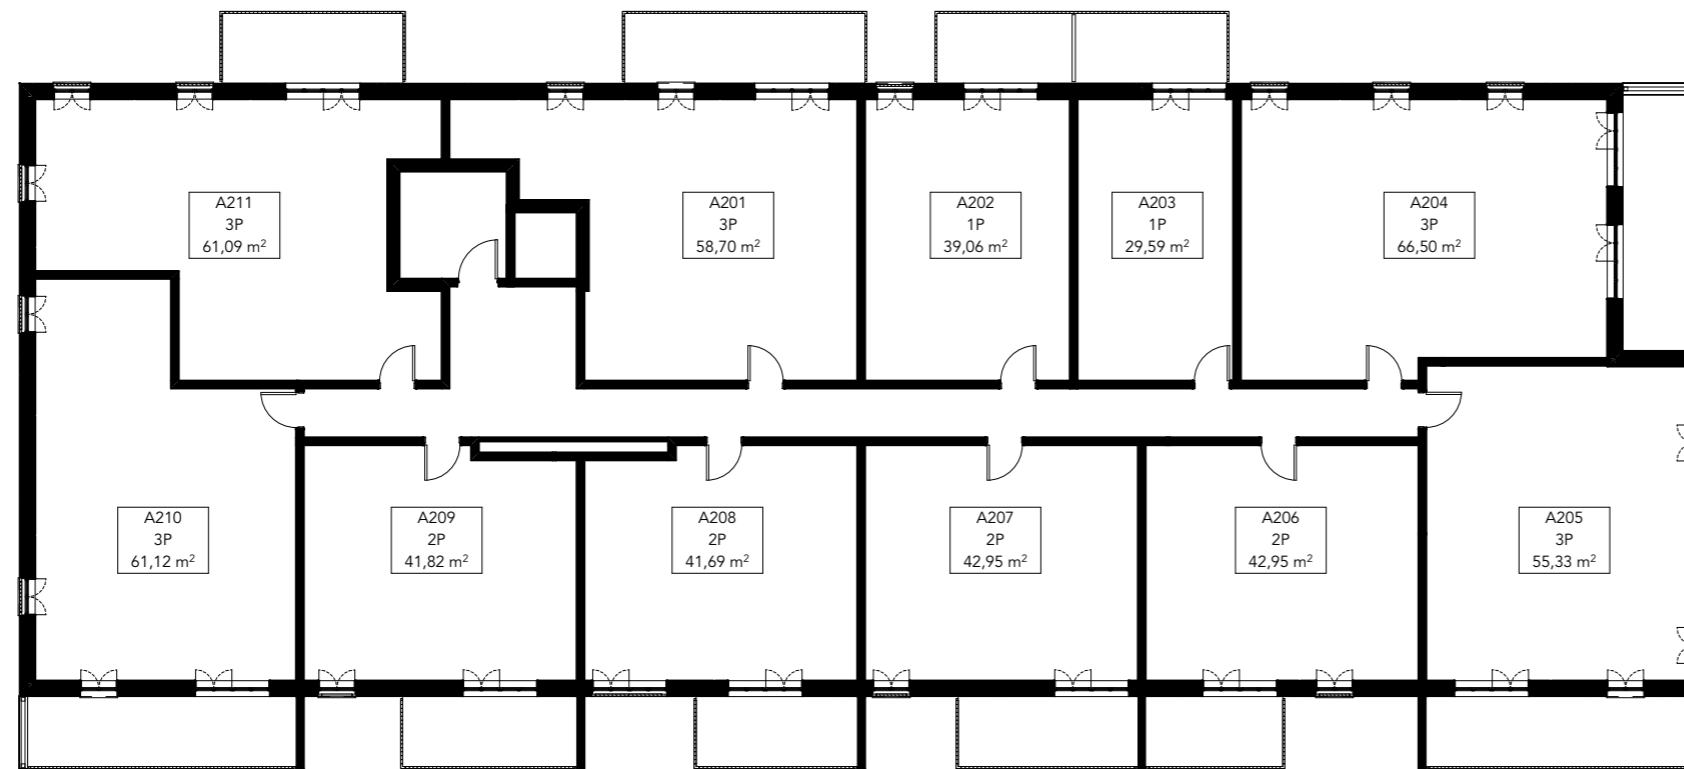 A211
3P
61,09 m²
A201
3P
58,70 m²
A202
1P
39,06 m²
A203
1P
29,59 m²
A204
3P
66,50 m²
A210
3P
61,12 m²
A209
2P
41,82 m²
A208
2P
41,69 m²
A207
2P
42,95 m²
A206
2P
42,95 m²
A205
3P
55,33 m²